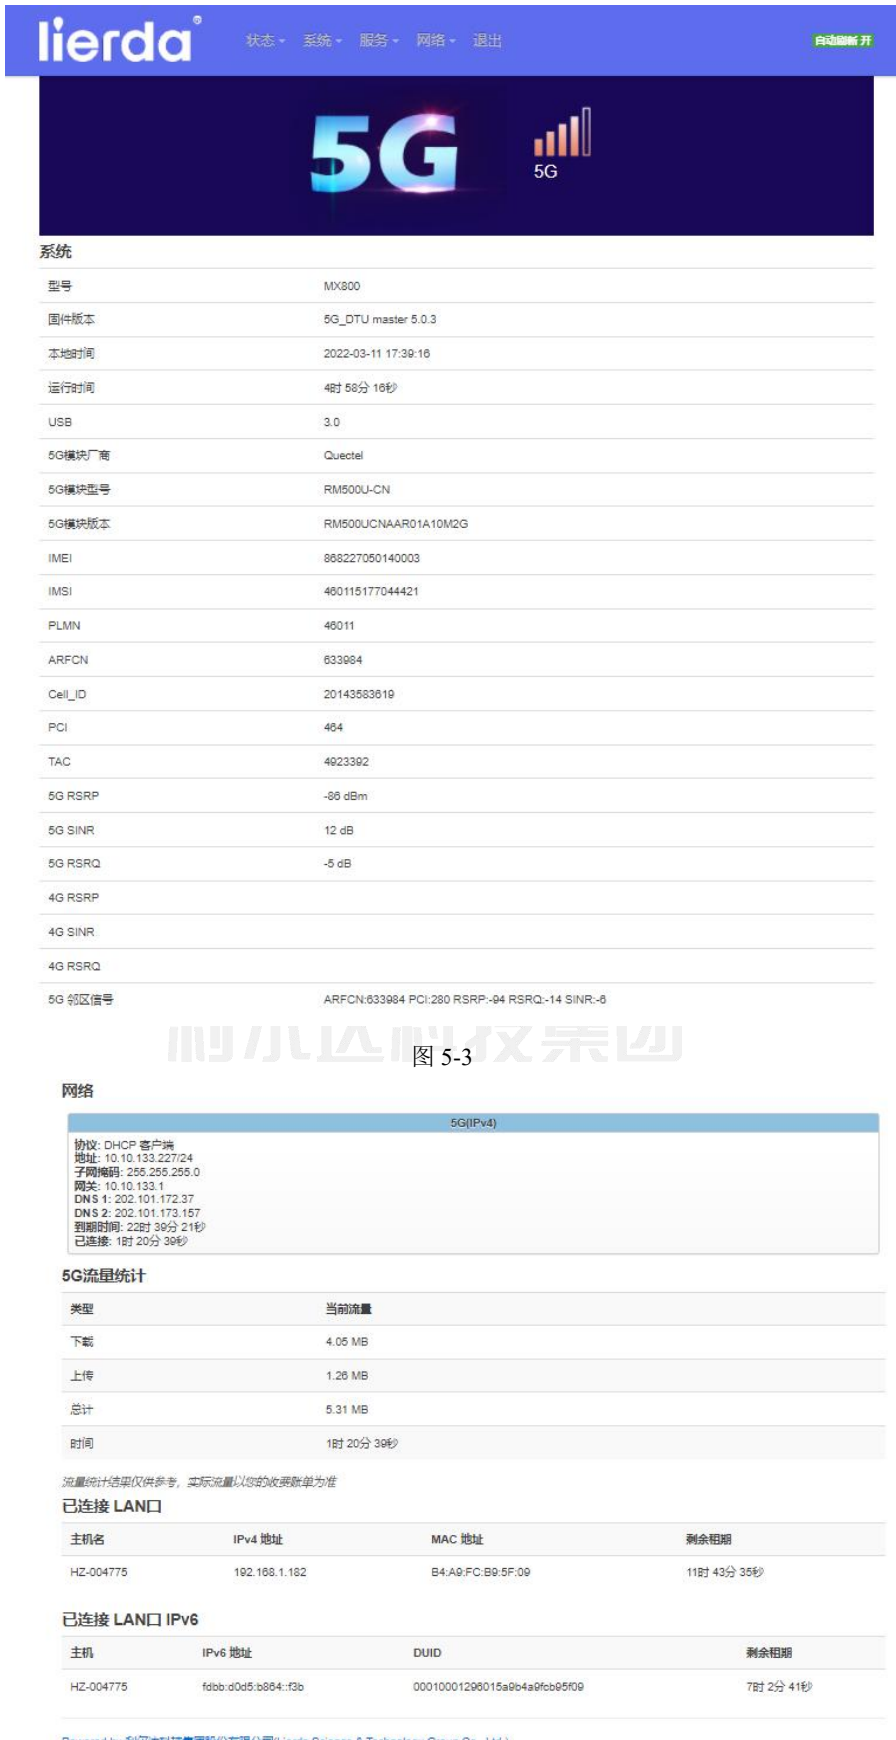 lierda®
状态 系统 服务 网络 退出 自动刷新 开
5G
5G
系统
型号 MX800
固件版本 5G_DTU master 5.0.3
本地时间 2022-03-11 17:39:16
运行时间 4时 58分 16秒
USB 3.0
5G模块厂商 Quectel
5G模块型号 RM500U-CN
5G模块版本 RM500UCNAAR01A10M2G
IMEI 868227050140003
IMSI 460115177044421
PLMN 46011
ARFCN 633984
Cell_ID 20143583619
PCI 464
TAC 4923392
5G RSRP -86 dBm
5G SINR 12 dB
5G RSRQ -5 dB
4G RSRP
4G SINR
4G RSRQ
5G 邻区信号 ARFCN:633984 PCI:280 RSRP:-94 RSRQ:-14 SINR:-6
图 5-3
网络
5G(IPv4)
协议: DHCP 客户端
地址: 10.10.133.227/24
子网掩码: 255.255.255.0
网关: 10.10.133.1
DNS 1: 202.101.172.37
DNS 2: 202.101.173.157
到期时间: 22时 39分 21秒
已连接: 1时 20分 39秒
5G流量统计
类型 当前流量
下载 4.05 MB
上传 1.26 MB
总计 5.31 MB
时间 1时 20分 39秒
流量统计结果仅供参考，实际流量以您的收费账单为准
已连接 LAN口
主机名 IPv4 地址 MAC 地址 剩余租期
HZ-004775 192.168.1.182 B4:A9:FC:B9:5F:09 11时 43分 35秒
已连接 LAN口 IPv6
主机 IPv6 地址 DUID 剩余租期
HZ-004775 fdbb:d0d5:b864::f3b 00010001296015a9b4a9fcb95f09 7时 2分 41秒